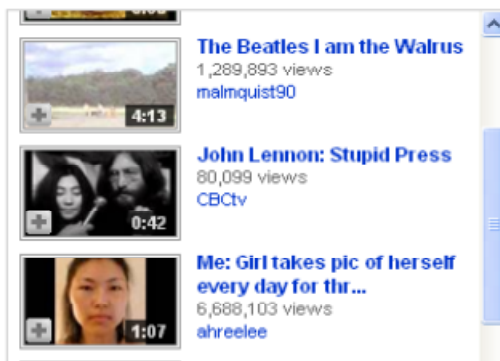 The Beatles I am the Walrus
1,289,893 views
malmquist90
4:13
John Lennon: Stupid Press
80,099 views
CBCtv
0:42
Me: Girl takes pic of herself
every day for thr...
6,688,103 views
ahreelee
1:07